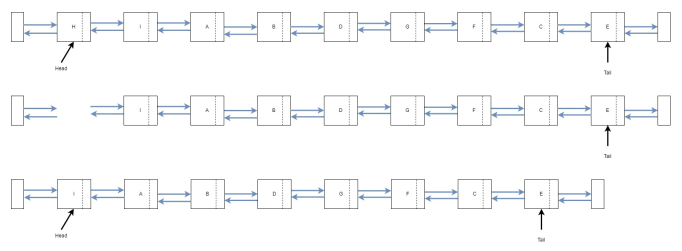 H I A B D G F C E
Head
Tail
I A B D G F C E
Tail
I A B D G F C E
Head
Tail